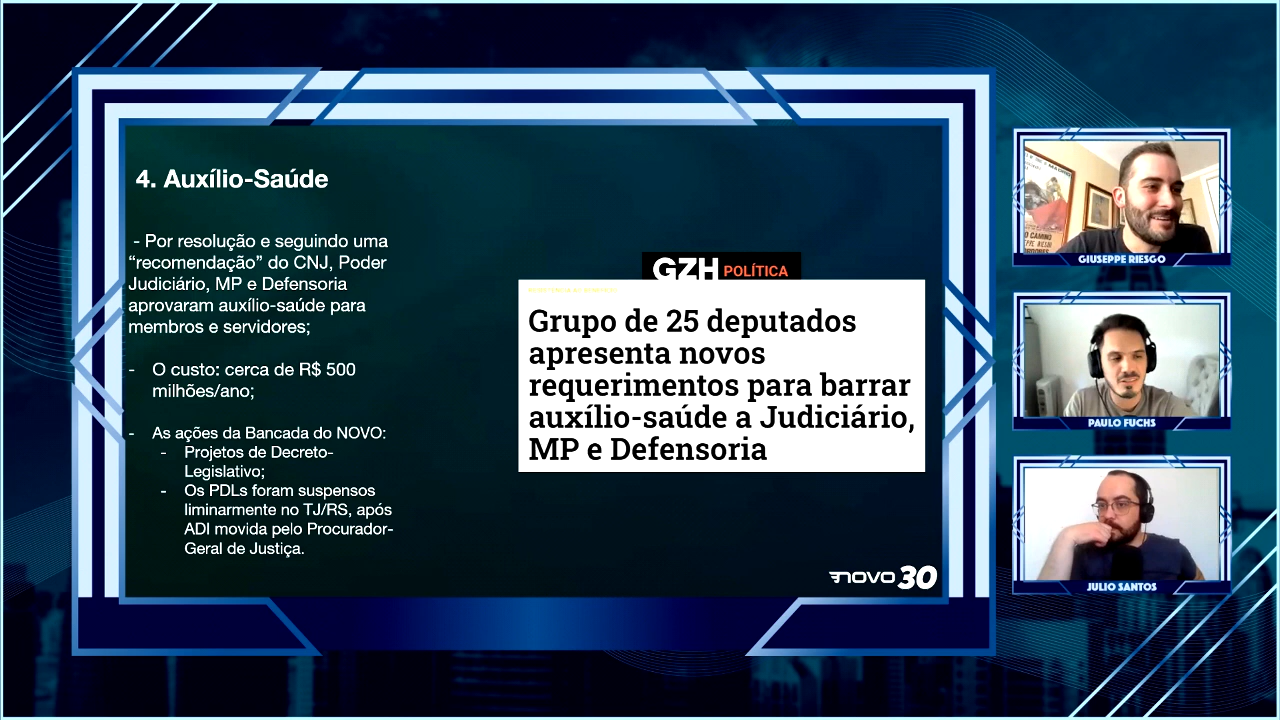 4. Auxílio-Saúde
- Por resolução e seguindo uma
“recomendação” do CNJ, Poder
Judiciário, MP e Defensoria
aprovaram auxílio-saúde para
membros e servidores;
- O custo: cerca de R$ 500
milhões/ano;
- As ações da Bancada do NOVO:
- Projetos de Decreto-
Legislativo;
- Os PDLs foram suspensos
liminarmente no TJ/RS, após
ADI movida pelo Procurador-
Geral de Justiça.
GZH POLÍTICA
Grupo de 25 deputados
apresenta novos
requerimentos para barrar
auxílio-saúde a Judiciário,
MP e Defensoria
NOVO 30
GIUSEPPE RIESGO
PAULO FUCHS
JULIO SANTOS